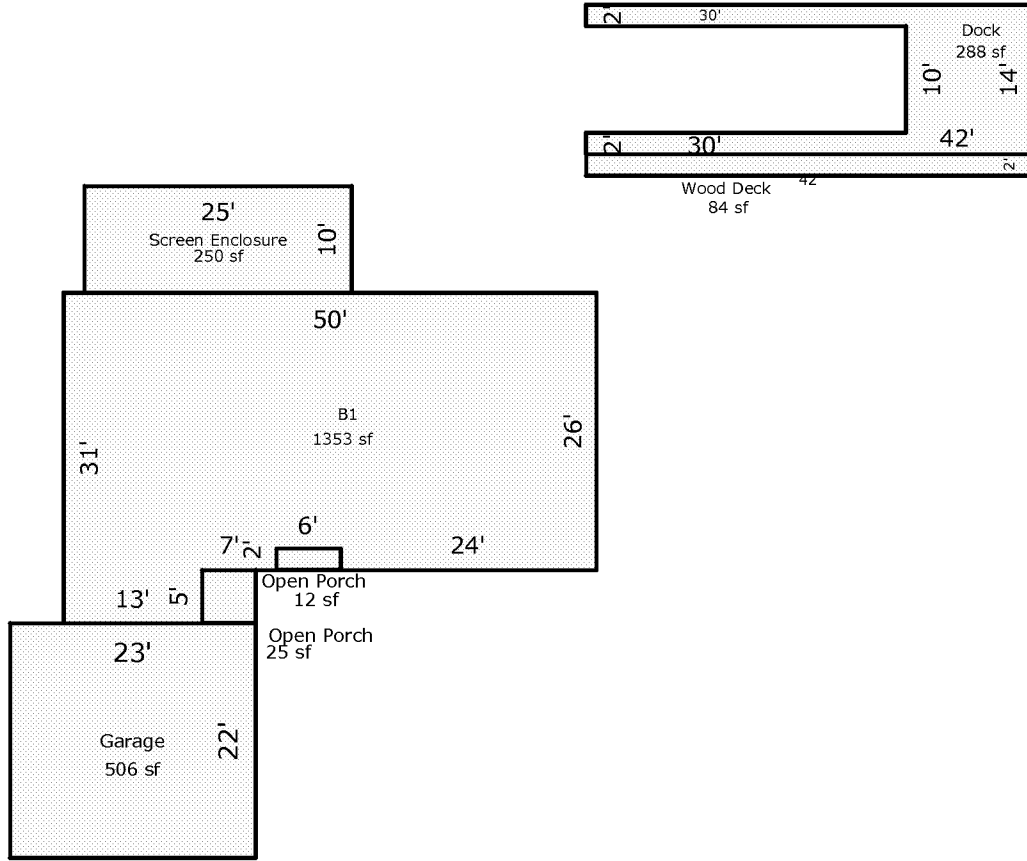 2'
30'
Dock
288 sf
10'
14'
2'
30'
42'
2'
42'
Wood Deck
84 sf
25'
Screen Enclosure
250 sf
10'
50'
B1
1353 sf
31'
26'
6'
7'
2'
24'
Open Porch
12 sf
13'
5'
Open Porch
25 sf
23'
22'
Garage
506 sf